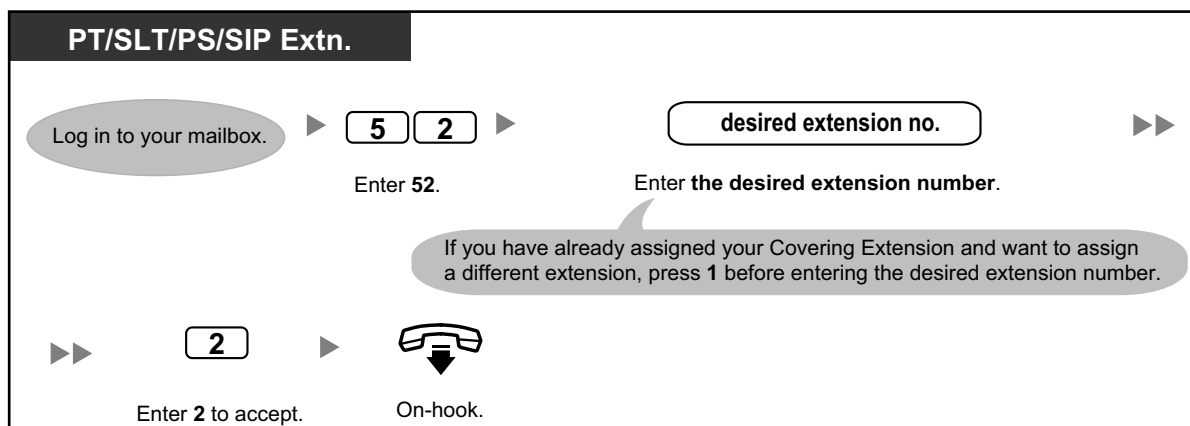 PT/SLT/PS/SIP Extn.
Log in to your mailbox.
5 2
desired extension no.
Enter 52.
Enter the desired extension number.
If you have already assigned your Covering Extension and want to assign
a different extension, press 1 before entering the desired extension number.
2
Enter 2 to accept.
On-hook.